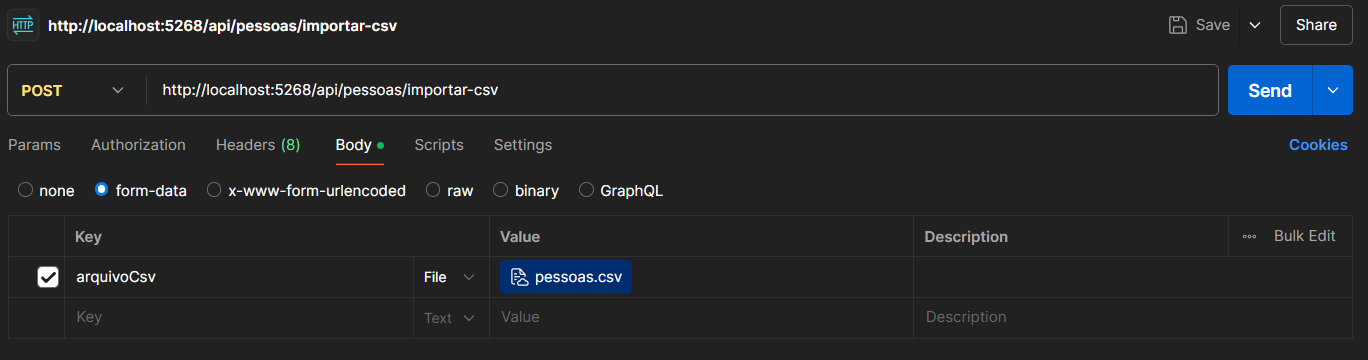 HTTP http://localhost:5268/api/pessoas/importar-csv Save Share
POST http://localhost:5268/api/pessoas/importar-csv Send
Params Authorization Headers (8) Body Scripts Settings Cookies
none form-data x-www-form-urlencoded raw binary GraphQL
Key Value Description Bulk Edit
arquivoCsv File pessoas.csv
Key Text Value Description